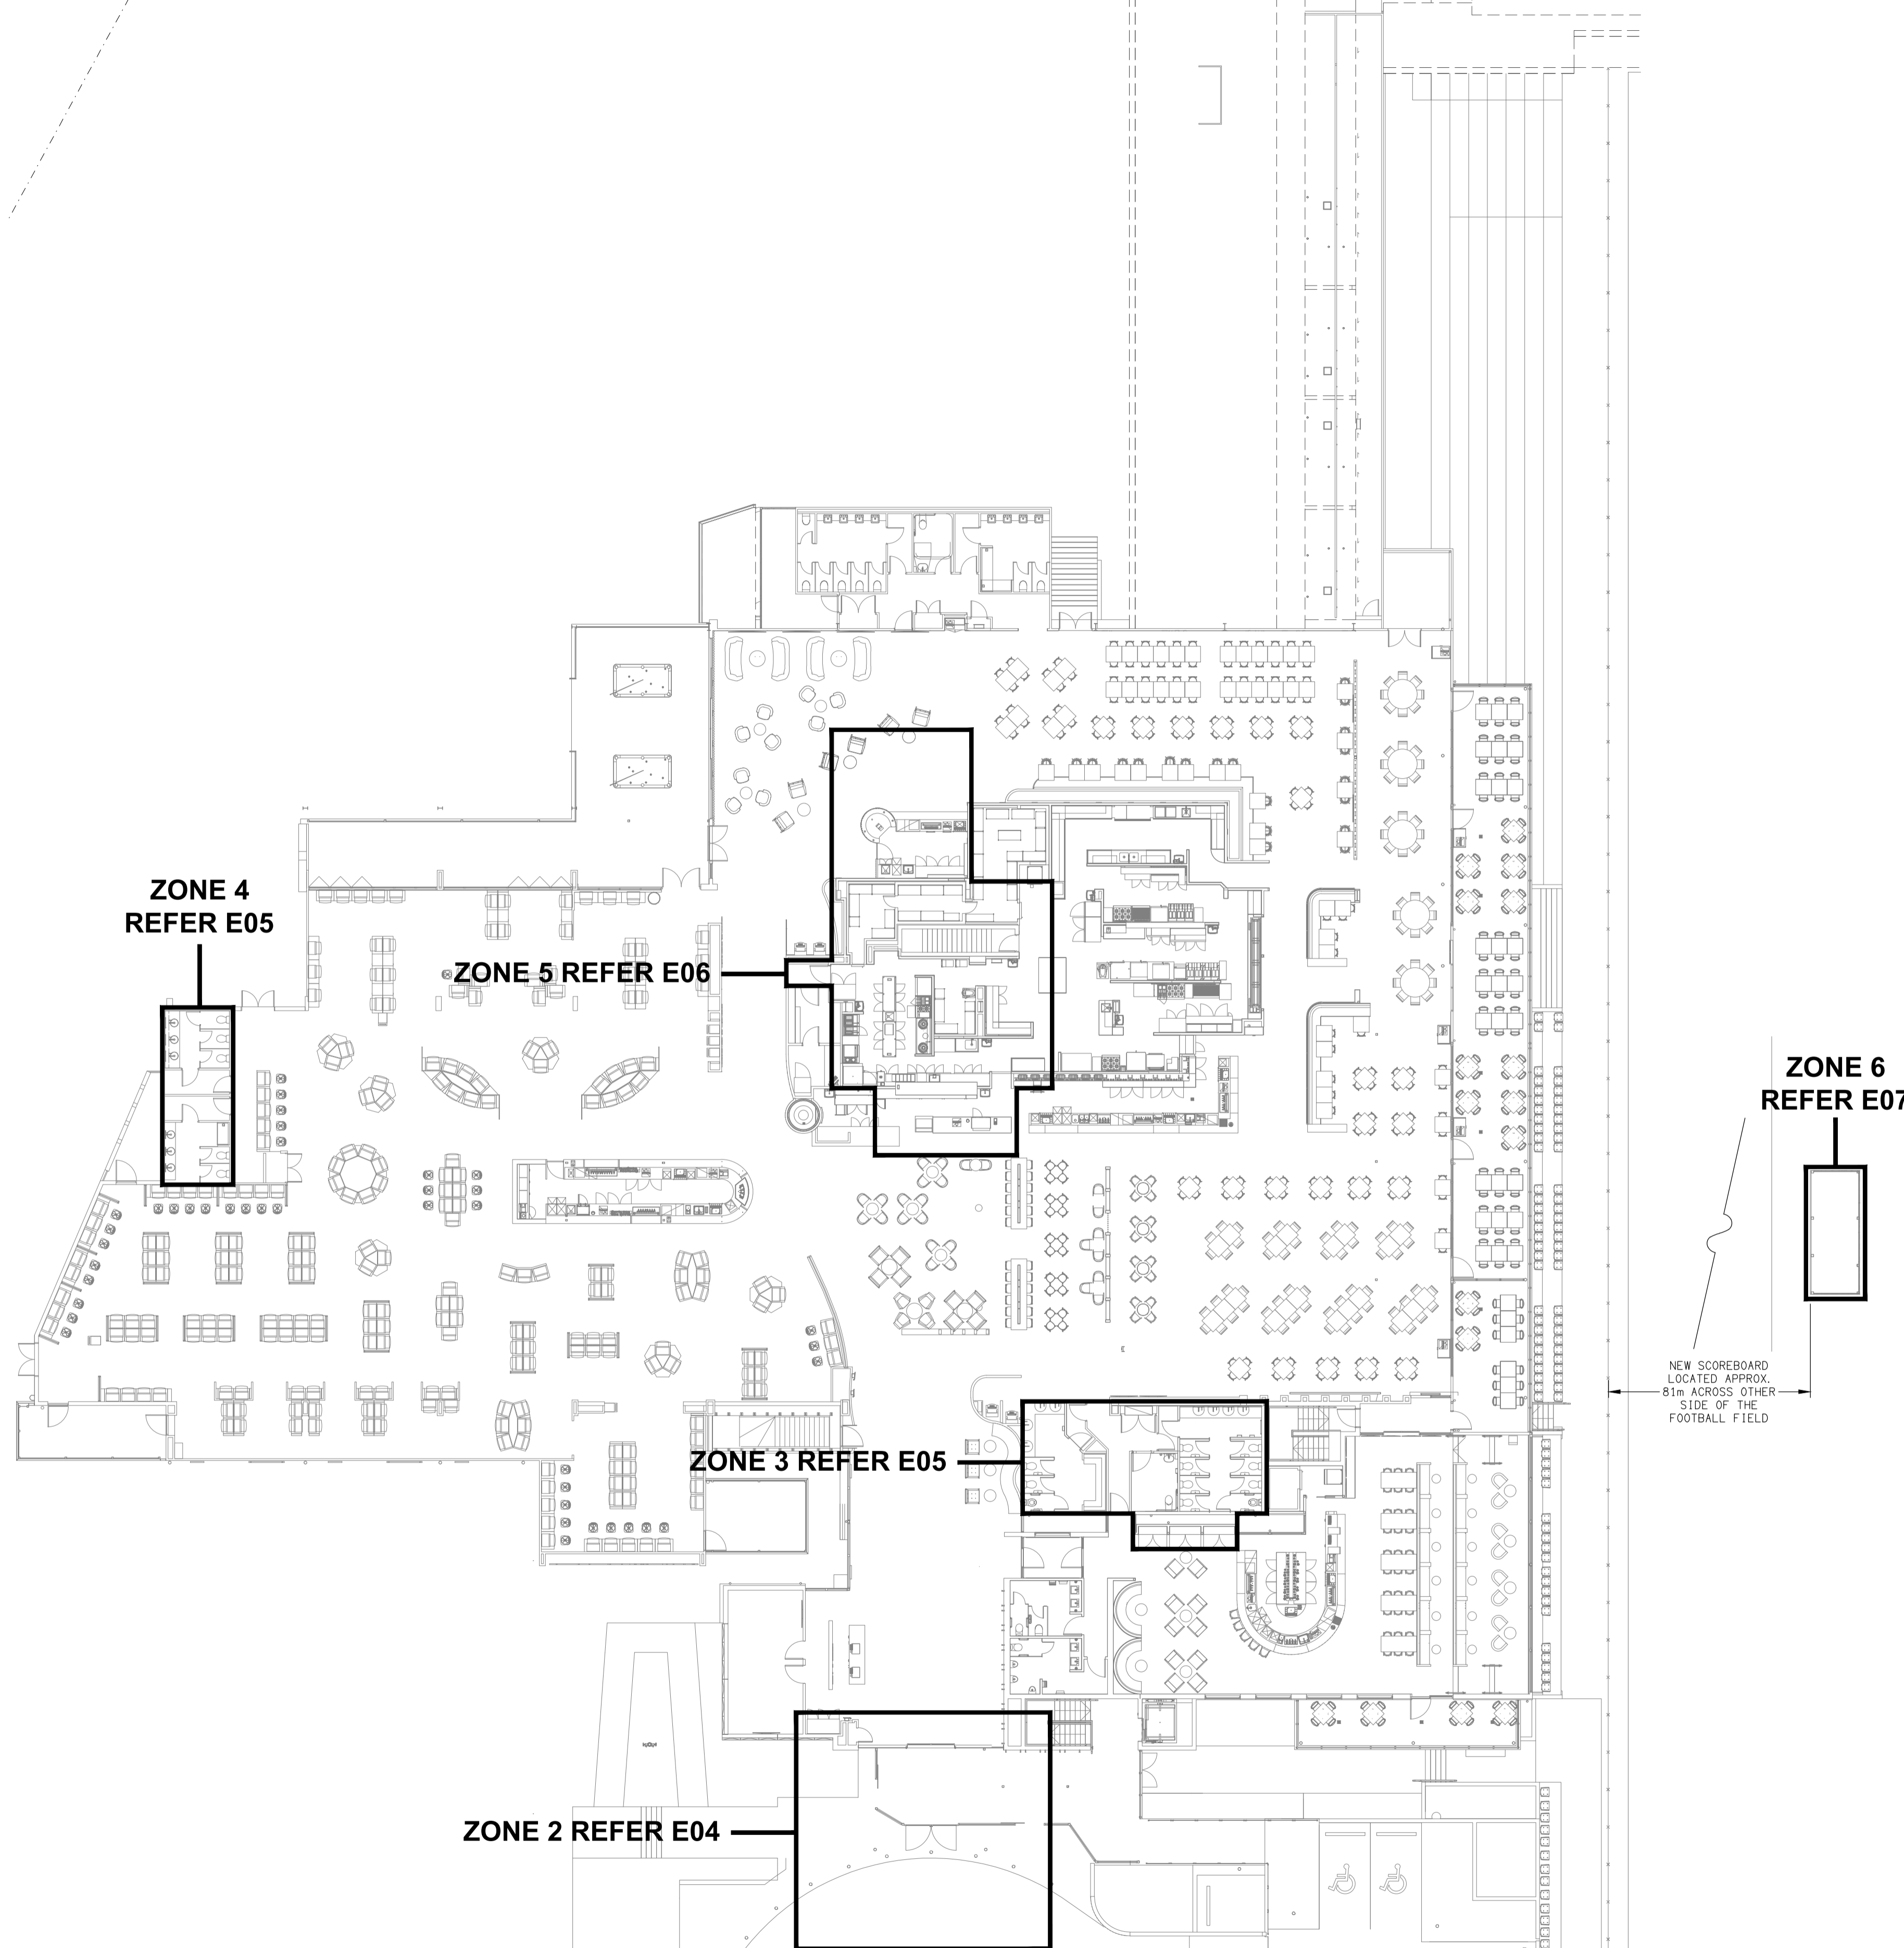 ZONE 4
REFER E05
ZONE 5 REFER E06
ZONE 6
REFER E07
NEW SCOREBOARD
LOCATED APPROX.
81m ACROSS OTHER
SIDE OF THE
FOOTBALL FIELD
ZONE 3 REFER E05
ZONE 2 REFER E04